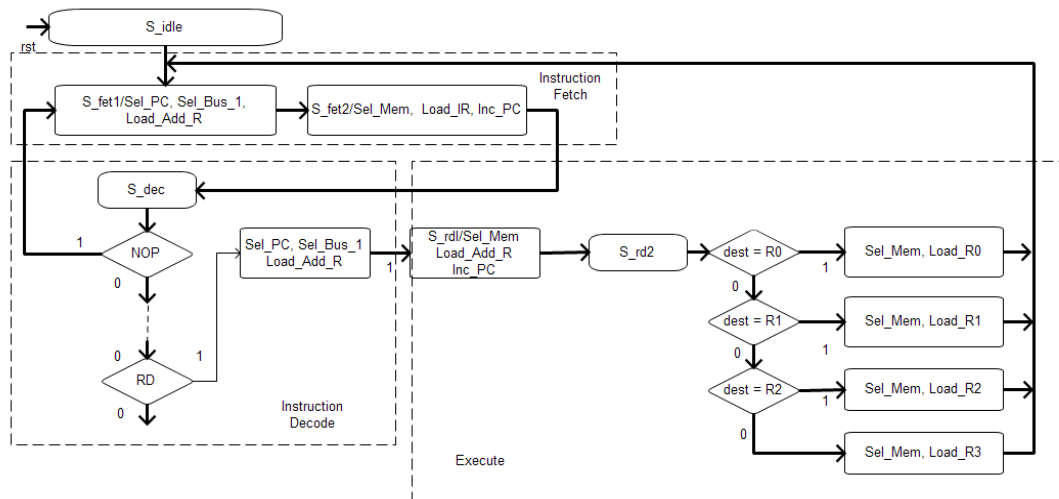 S_idle
rst
Instruction
Fetch
S_fet1/Sel_PC, Sel_Bus_1,
Load_Add_R
S_fet2/Sel_Mem, Load_IR, Inc_PC
S_dec
1
NOP
0
Sel_PC, Sel_Bus_1
Load_Add_R
1
S_rdl/Sel_Mem
Load_Add_R
Inc_PC
S_rd2
dest = R0
1
Sel_Mem, Load_R0
0
dest = R1
1
Sel_Mem, Load_R1
0
0
1
RD
0
dest = R2
1
Sel_Mem, Load_R2
0
Sel_Mem, Load_R3
Instruction
Decode
Execute